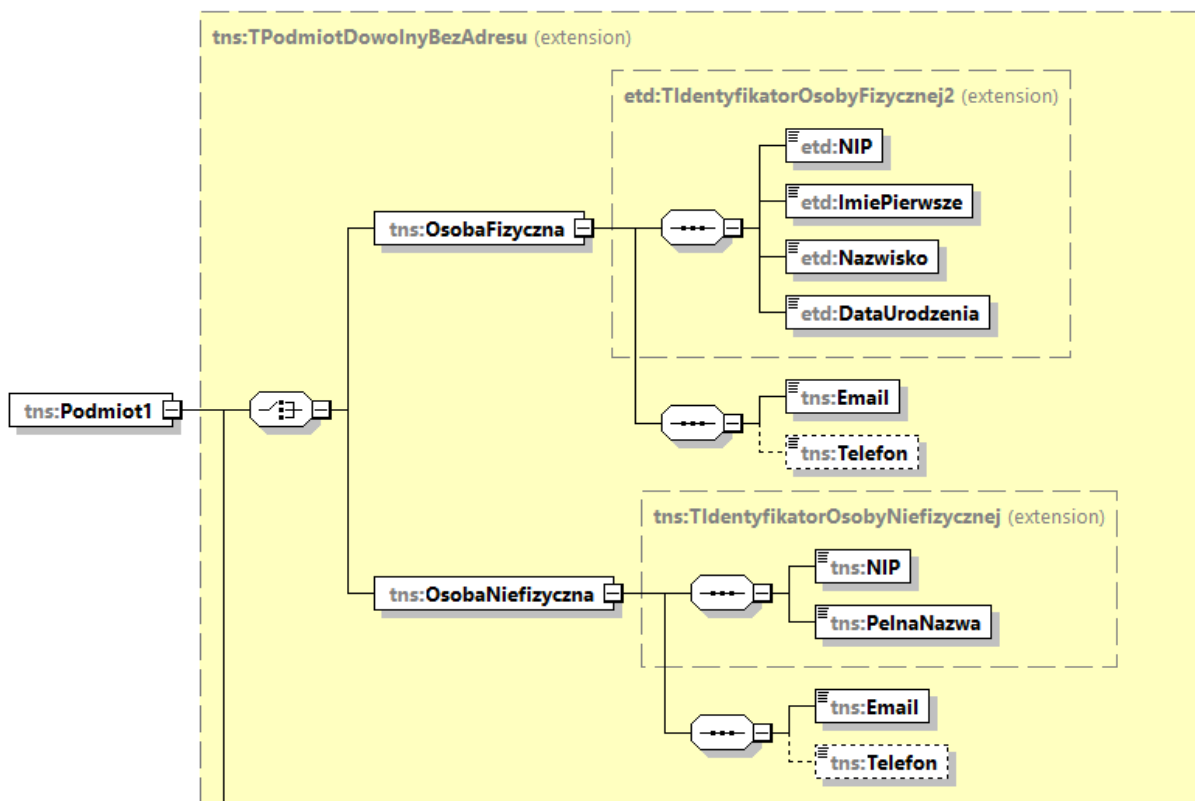 tns:TPodmiotDowolnyBezAdresu (extension)
etd:TIdentyfikatorOsobyFizycznej2 (extension)
etd:NIP
etd:ImiePierwsze
tns:OsobaFizyczna
etd:Nazwisko
etd:DataUrodzenia
tns:Podmiot1
tns:Email
tns:Telefon
tns:TIdentyfikatorOsobyNiefizycznej (extension)
tns:NIP
tns:OsobaNiefizyczna
tns:PelnaNazwa
tns:Email
tns:Telefon